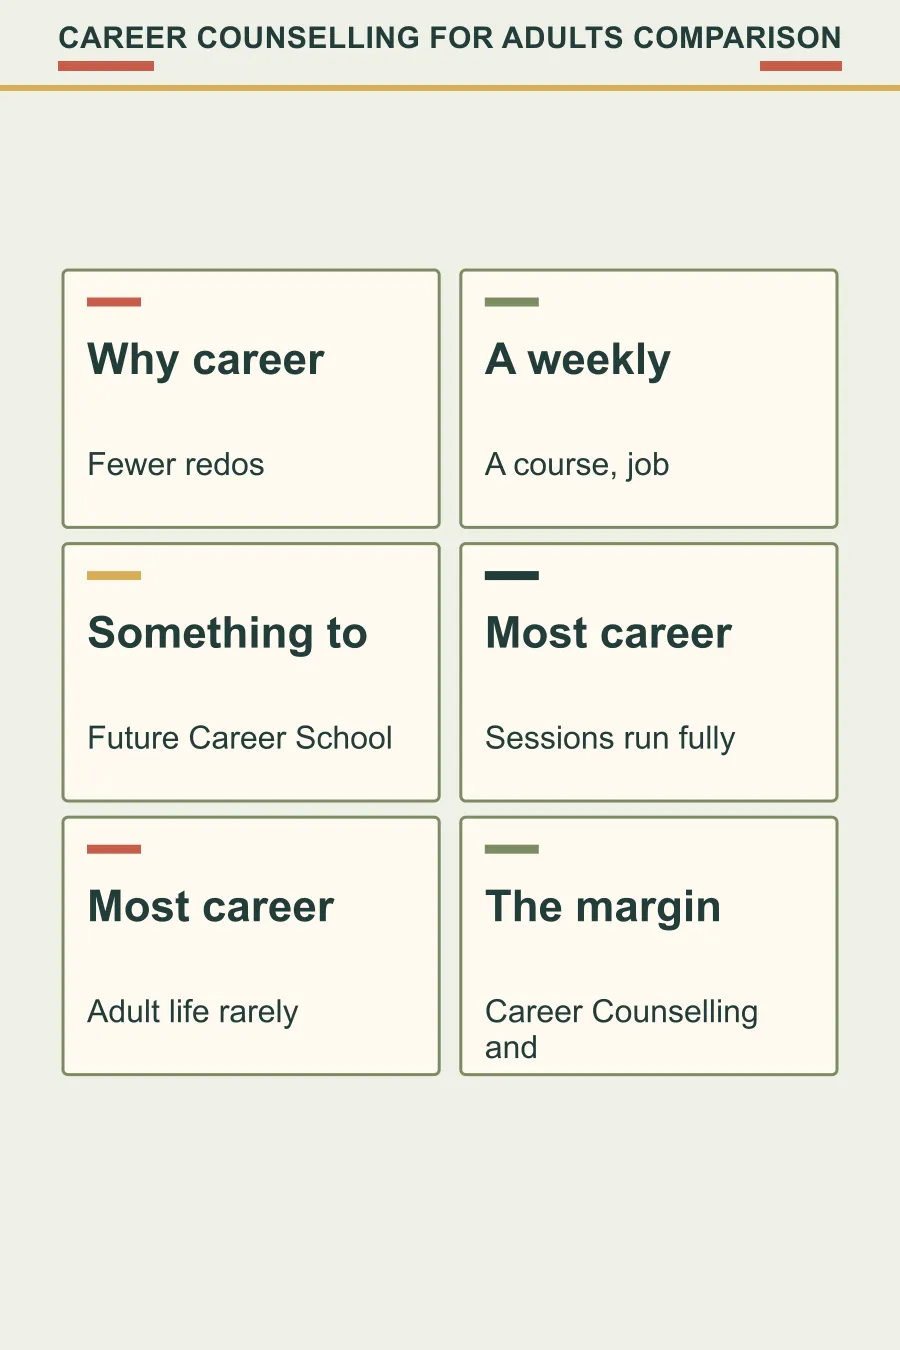 CAREER COUNSELLING FOR ADULTS COMPARISON
Why career
Fewer redos
A weekly
A course, job
Something to
Future Career School
Most career
Sessions run fully
Most career
Adult life rarely
The margin
Career Counselling
and